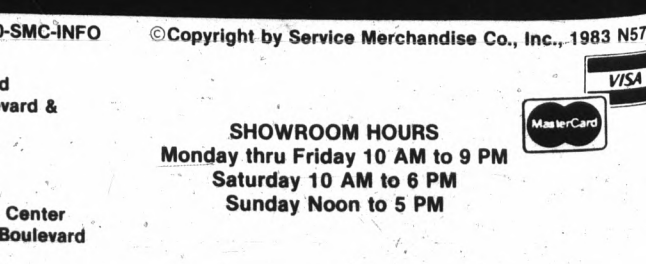 -SMC-INFO
©Copyright by Service Merchandise Co., Inc., 1983 N57
d
vard &
VISA
MasterCard
SHOWROOM HOURS
Monday thru Friday 10 AM to 9 PM
Saturday 10 AM to 6 PM
Sunday Noon to 5 PM
Center
Boulevard